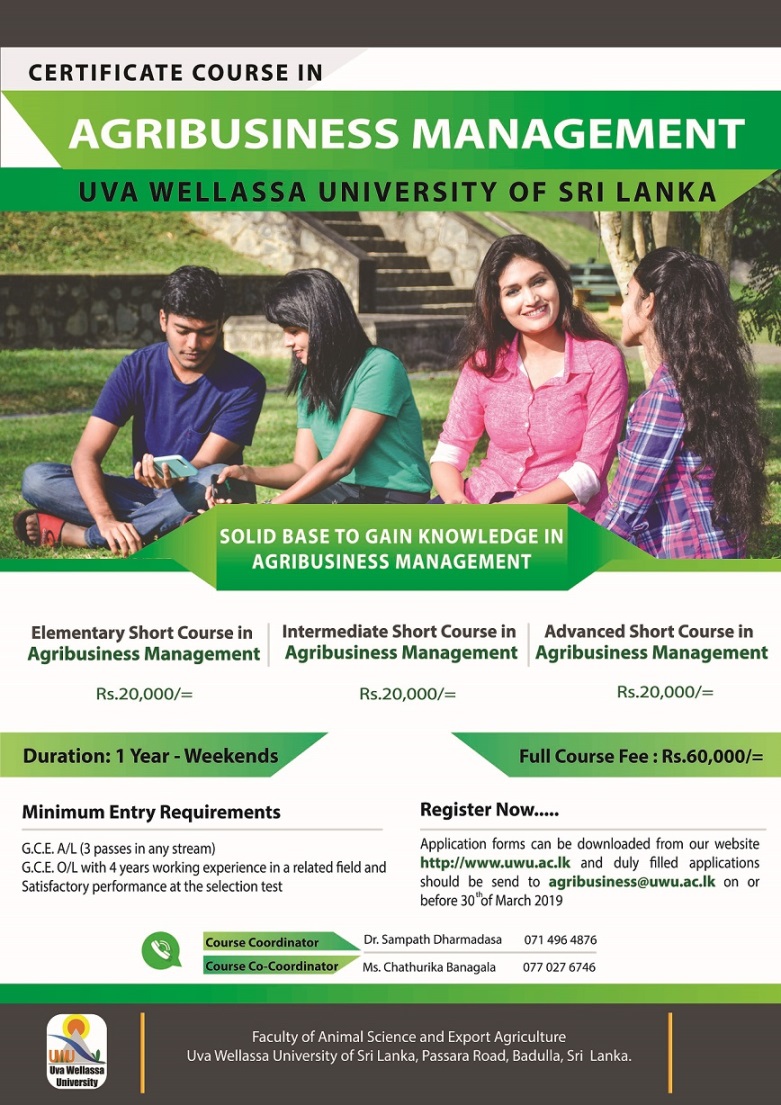 CERTIFICATE COURSE IN
AGRIBUSINESS MANAGEMENT
UVA WELLASSA UNIVERSITY OF SRI LANKA
SOLID BASE TO GAIN KNOWLEDGE IN
AGRIBUSINESS MANAGEMENT
Elementary Short Course in
Agribusiness Management
Rs.20,000/=
Intermediate Short Course in
Agribusiness Management
Rs.20,000/=
Advanced Short Course in
Agribusiness Management
Rs.20,000/=
Duration: 1 Year - Weekends
Full Course Fee : Rs.60,000/=
Minimum Entry Requirements
G.C.E. A/L (3 passes in any stream)
G.C.E. O/L with 4 years working experience in a related field and
Satisfactory performance at the selection test
Register Now.....
Application forms can be downloaded from our website
http://www.uwu.ac.lk and duly filled applications
should be send to agribusiness@uwu.ac.lk on or
before 30th of March 2019
Course Coordinator Dr. Sampath Dharmadasa 071 496 4876
Course Co-Coordinator Ms. Chathurika Banagala 077 027 6746
UWU
Uva Wellassa
University
Faculty of Animal Science and Export Agriculture
Uva Wellassa University of Sri Lanka, Passara Road, Badulla, Sri Lanka.